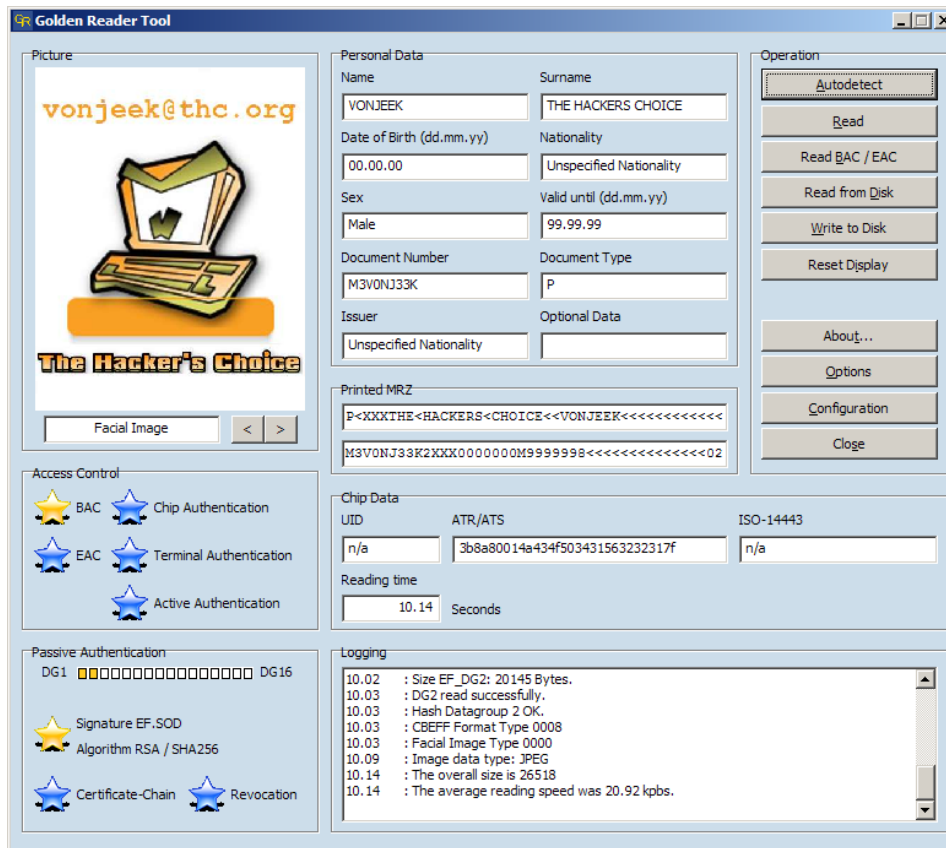 GR Golden Reader Tool
Picture
vonjeek@thc.org
The Hacker's Choice
Facial Image < >
Personal Data
Name Surname
VONJEEK THE HACKERS CHOICE
Date of Birth (dd.mm.yy) Nationality
00.00.00 Unspecified Nationality
Sex Valid until (dd.mm.yy)
Male 99.99.99
Document Number Document Type
M3V0NJ33K P
Issuer Optional Data
Unspecified Nationality
Printed MRZ
P<XXXTHE<HACKERS<CHOICE<<VONJEEK<<<<<<<<<<<<
M3V0NJ33K2XXX0000000M9999998<<<<<<<<<<<<<<02
Operation
Autodetect
Read
Read BAC / EAC
Read from Disk
Write to Disk
Reset Display
About...
Options
Configuration
Close
Access Control
BAC Chip Authentication
EAC Terminal Authentication
Active Authentication
Chip Data
UID ATR/ATS ISO-14443
n/a 3b8a80014a434f503431563232317f n/a
Reading time
10.14 Seconds
Passive Authentication
DG1 DG16
Signature EF.SOD
Algorithm RSA / SHA256
Certificate-Chain Revocation
Logging
10.02 : Size EF_DG2: 20145 Bytes.
10.03 : DG2 read successfully.
10.03 : Hash Datagroup 2 OK.
10.03 : CBEFF Format Type 0008
10.03 : Facial Image Type 0000
10.09 : Image data type: JPEG
10.14 : The overall size is 26518
10.14 : The average reading speed was 20.92 kpbs.